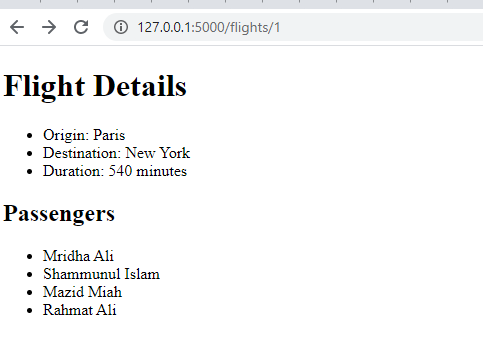 127.0.0.1:5000/flights/1
Flight Details
Origin: Paris
Destination: New York
Duration: 540 minutes
Passengers
Mridha Ali
Shammunul Islam
Mazid Miah
Rahmat Ali